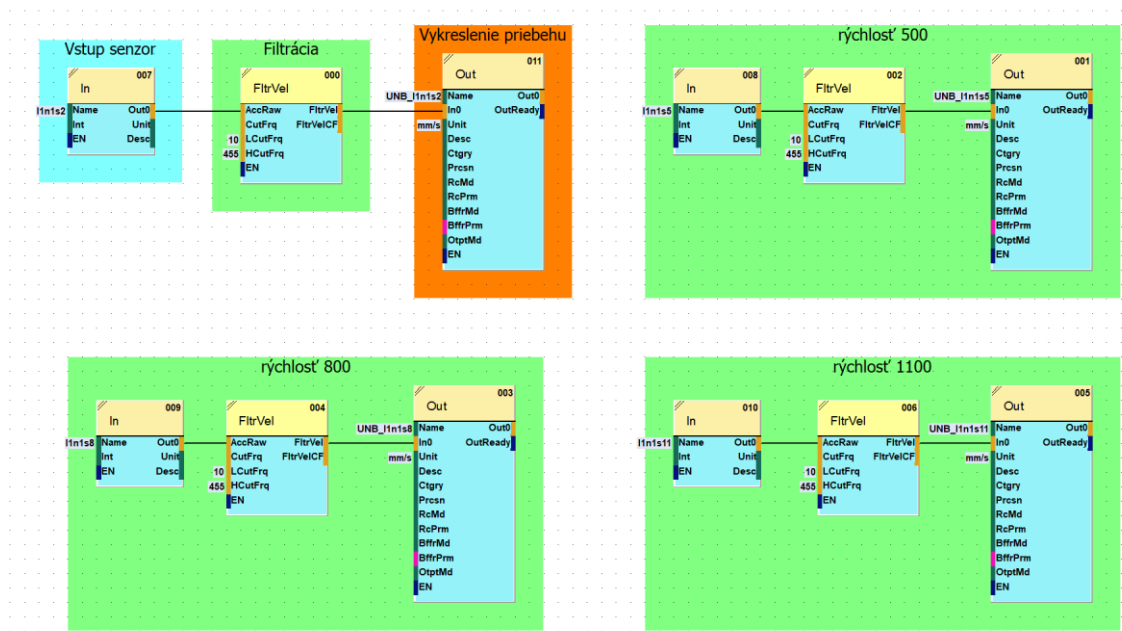 Vstup senzor
007
In
I1n1s2
Name Out0
Int Unit
EN Desc
Filtrácia
000
FltrVel
AccRaw FltrVel
CutFrq FltrVelCF
10 LCutFrq
455 HCutFrq
EN
Vykreslenie priebehu
011
Out
UNB_I1n1s2 Name Out0
In0 OutReady
mm/s Unit
Desc
Ctgry
Prcsn
RcMd
RcPrm
BffrMd
BffrPrm
OtptMd
EN
rýchlosť 500
008
In
I1n1s5 Name Out0
Int Unit
EN Desc
002
FltrVel
AccRaw FltrVel
CutFrq FltrVelCF
10 LCutFrq
455 HCutFrq
EN
001
Out
UNB_I1n1s5 Name Out0
In0 OutReady
mm/s Unit
Desc
Ctgry
Prcsn
RcMd
RcPrm
BffrMd
BffrPrm
OtptMd
EN
rýchlosť 800
009
In
I1n1s8 Name Out0
Int Unit
EN Desc
004
FltrVel
AccRaw FltrVel
CutFrq FltrVelCF
10 LCutFrq
455 HCutFrq
EN
003
Out
UNB_I1n1s8 Name Out0
In0 OutReady
mm/s Unit
Desc
Ctgry
Prcsn
RcMd
RcPrm
BffrMd
BffrPrm
OtptMd
EN
rýchlosť 1100
010
In
I1n1s11 Name Out0
Int Unit
EN Desc
006
FltrVel
AccRaw FltrVel
CutFrq FltrVelCF
10 LCutFrq
455 HCutFrq
EN
005
Out
UNB_I1n1s11 Name Out0
In0 OutReady
mm/s Unit
Desc
Ctgry
Prcsn
RcMd
RcPrm
BffrMd
BffrPrm
OtptMd
EN